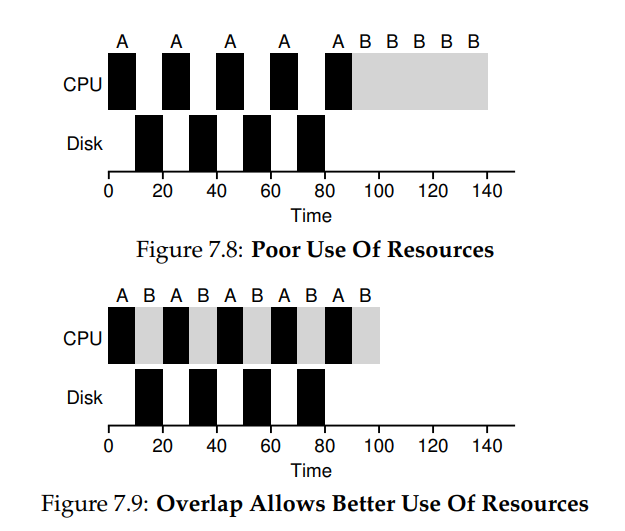 A A A A A B B B B B
CPU
Disk
0 20 40 60 80 100 120 140
Time
Figure 7.8: Poor Use Of Resources
A B A B A B A B A B
CPU
Disk
0 20 40 60 80 100 120 140
Time
Figure 7.9: Overlap Allows Better Use Of Resources